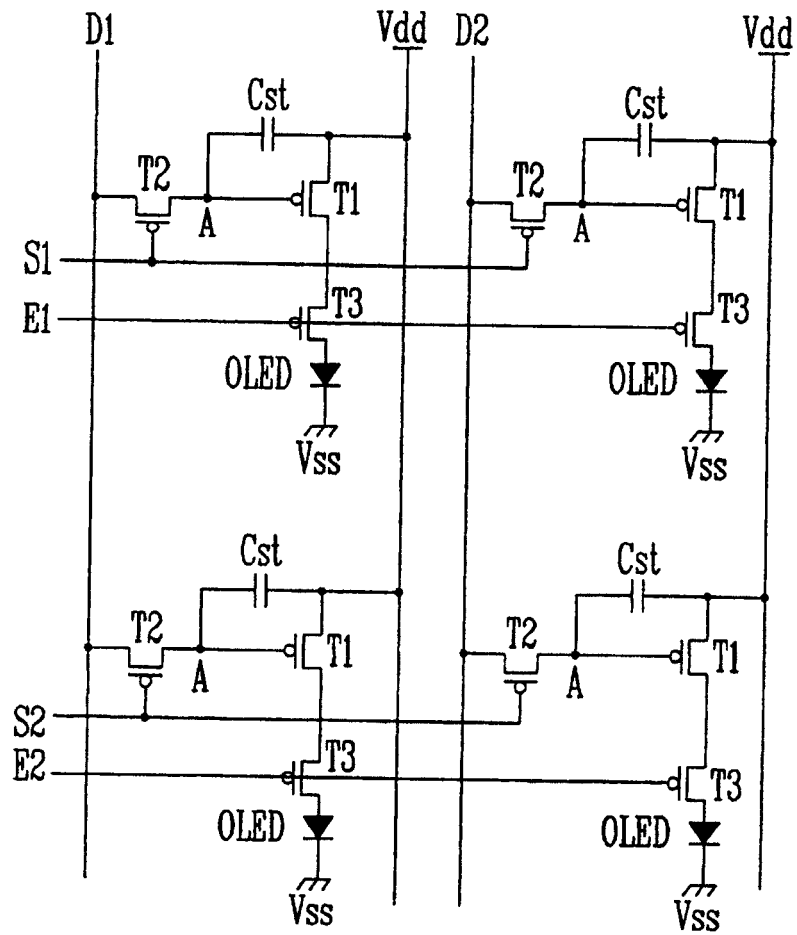 D1 Vdd D2 Vdd
Cst Cst
T2 T1 T2 T1
A A
S1
E1 T3 T3
OLED OLED
Vss Vss
Cst Cst
T2 T1 T2 T1
A A
S2
E2 T3 T3
OLED OLED
Vss Vss